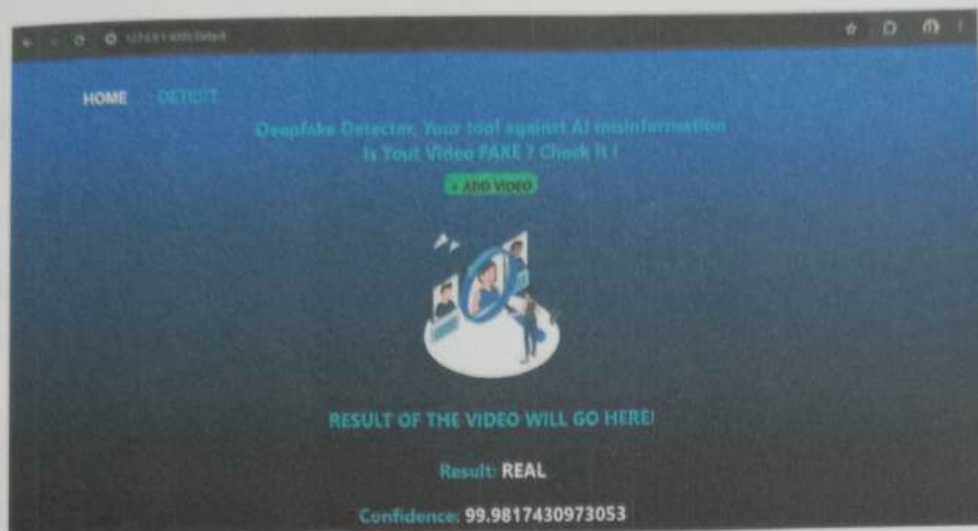 HOME DETECT
Deepfake Detector, Your tool against AI misinformation
Is Yout Video FAKE ? Check It !
+ ADD VIDEO
RESULT OF THE VIDEO WILL GO HERE!
Result: REAL
Confidence: 99.9817430973053